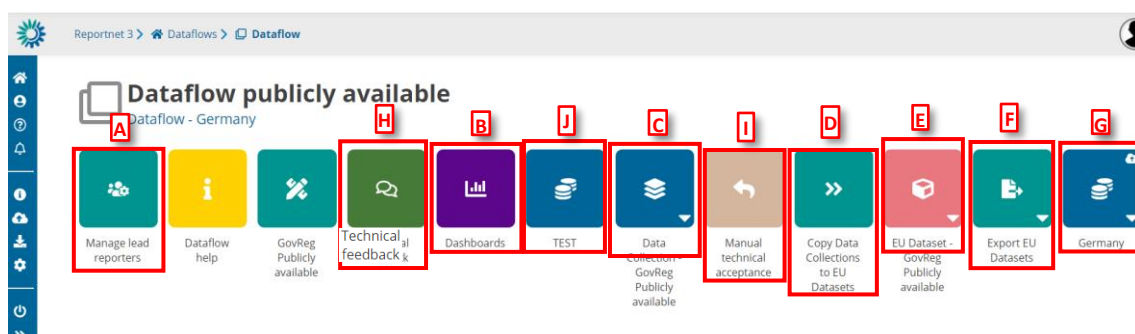 Reportnet 3 > Dataflows > Dataflow
Dataflow publicly available
Dataflow - Germany
A
H
B
J
C
I
D
E
F
G
Manage lead
reporters
Dataflow
help
GovReg
Publicly
available
Technical
feedback
Dashboards
TEST
Data
Collection -
GovReg
Publicly
available
Manual
technical
acceptance
Copy Data
Collections
to EU
Datasets
EU Dataset -
GovReg
Publicly
available
Export EU
Datasets
Germany